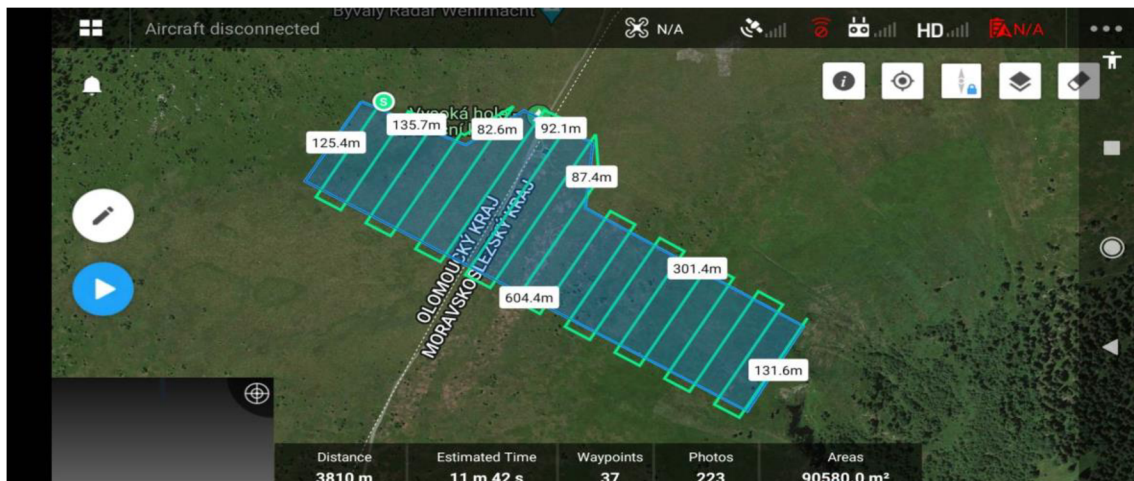 Bývalý Radar Wehrmacht
Aircraft disconnected
N/A
HD
N/A
S
Vysoká hole
135.7m
82.6m
92.1m
125.4m
87.4m
OLOMOUCKÝ KRAJ
MORAVSKOSLEZSKÝ KRAJ
301.4m
604.4m
131.6m
Distance
Estimated Time
Waypoints
Photos
Areas
3810 m
11 m 42 s
37
223
90580.0 m²